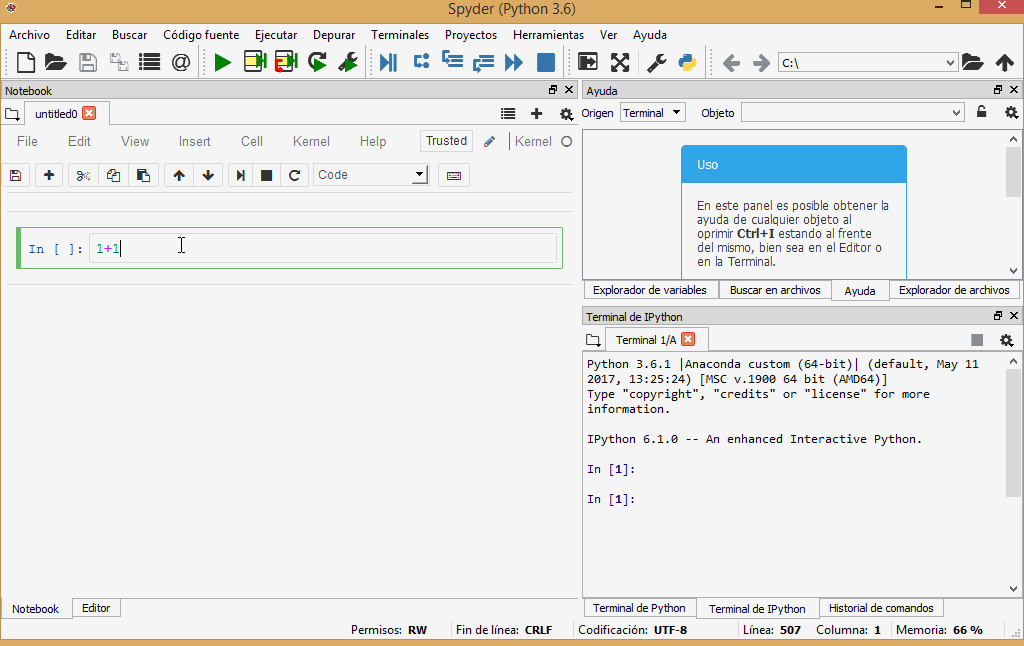 Spyder (Python 3.6)
Archivo Editar Buscar Código fuente Ejecutar Depurar Terminales Proyectos Herramientas Ver Ayuda
@ C:\
Notebook
untitled0
File Edit View Insert Cell Kernel Help Trusted Kernel
Code
In [ ]: 1+1
Notebook Editor
Ayuda
Origen Terminal Objeto
Uso
En este panel es posible obtener la
ayuda de cualquier objeto al
oprimir Ctrl+I estando al frente
del mismo, bien sea en el Editor o
en la Terminal.
Explorador de variables Buscar en archivos Ayuda Explorador de archivos
Terminal de IPython
Terminal 1/A
Python 3.6.1 |Anaconda custom (64-bit)| (default, May 11
2017, 13:25:24) [MSC v.1900 64 bit (AMD64)]
Type "copyright", "credits" or "license" for more
information.
IPython 6.1.0 -- An enhanced Interactive Python.
In [1]:
In [1]:
Terminal de Python Terminal de IPython Historial de comandos
Permisos: RW Fin de línea: CRLF Codificación: UTF-8 Línea: 507 Columna: 1 Memoria: 66 %